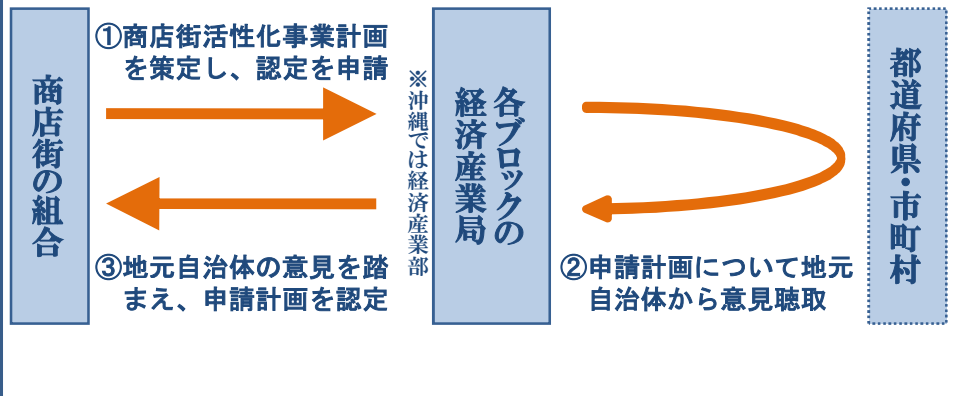 商店街の組合
①商店街活性化事業計画
を策定し、認定を申請
③地元自治体の意見を踏
まえ、申請計画を認定
※沖縄では経済産業部
各ブロックの
経済産業局
②申請計画について地元
自治体から意見聴取
都道府県・市町村